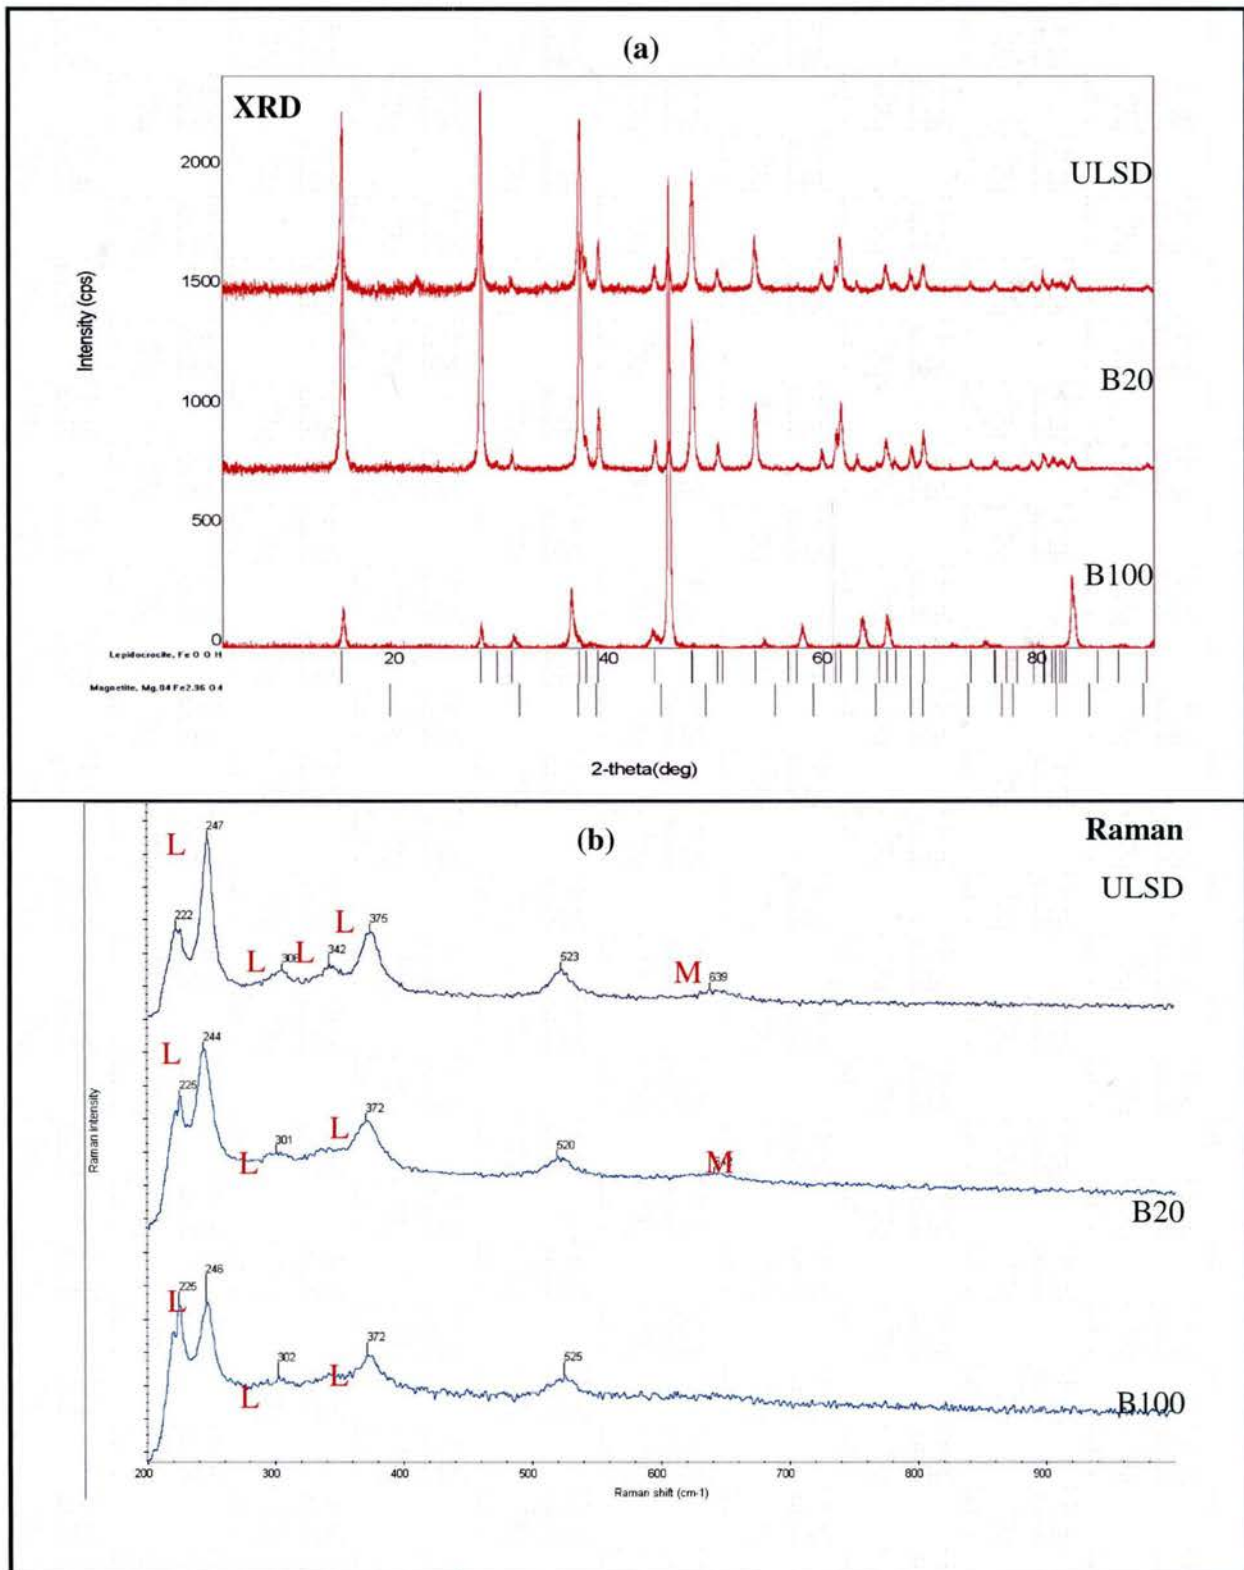 (a)
XRD
ULSD
B20
B100
Intensity (cps)
2000
1500
1000
500
0
20
40
60
80
Lepidocrocite, Fe O O H
Magnetite, Mg.04 Fe2.96 O4
2-theta(deg)
(b)
Raman
ULSD
247
L
222
L
306
L
342
L
375
523
M
639
Raman intensity
L
244
225
301
L
L
372
520
M
B20
246
225
L
302
L
L
372
525
B100
200
300
400
500
600
700
800
900
Raman shift (cm-1)